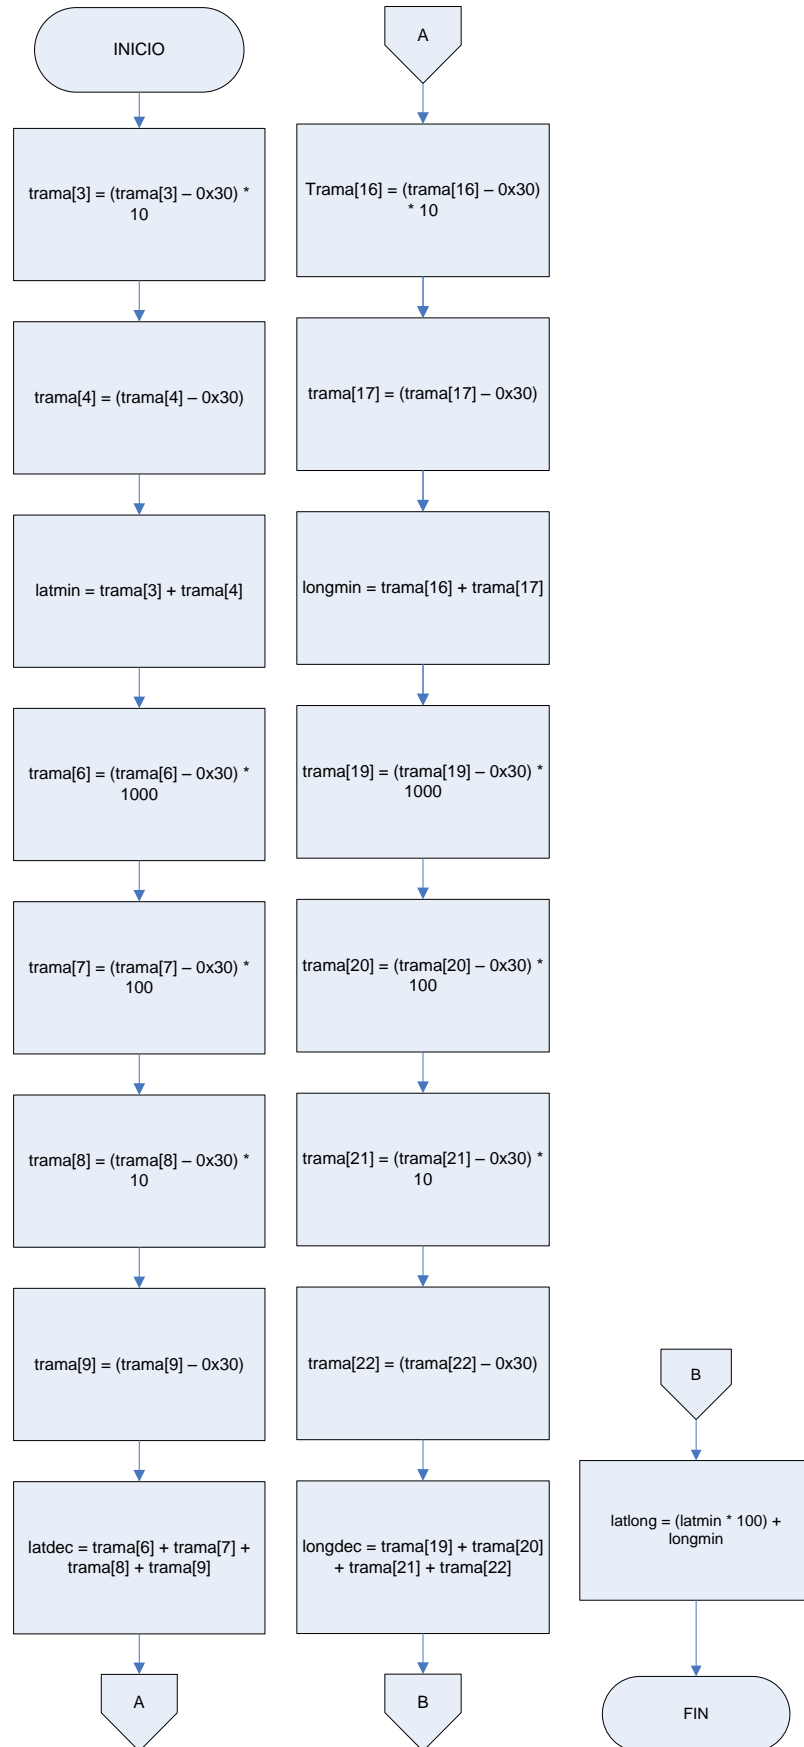 INICIO
trama[3] = (trama[3] – 0x30) *
10
trama[4] = (trama[4] – 0x30)
latmin = trama[3] + trama[4]
trama[6] = (trama[6] – 0x30) *
1000
trama[7] = (trama[7] – 0x30) *
100
trama[8] = (trama[8] – 0x30) *
10
trama[9] = (trama[9] – 0x30)
latdec = trama[6] + trama[7] +
trama[8] + trama[9]
A
A
Trama[16] = (trama[16] – 0x30)
* 10
trama[17] = (trama[17] – 0x30)
longmin = trama[16] + trama[17]
trama[19] = (trama[19] – 0x30) *
1000
trama[20] = (trama[20] – 0x30) *
100
trama[21] = (trama[21] – 0x30) *
10
trama[22] = (trama[22] – 0x30)
longdec = trama[19] + trama[20]
+ trama[21] + trama[22]
B
B
latlong = (latmin * 100) +
longmin
FIN